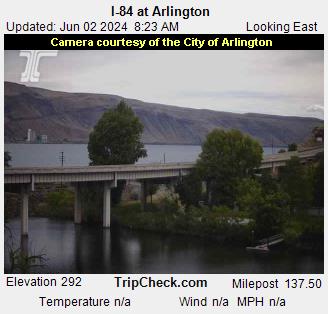 I-84 at Arlington
Updated: Jun 02 2024 8:23 AM Looking East
Camera courtesy of the City of Arlington
Elevation 292 TripCheck.com Milepost 137.50
Temperature n/a Wind n/a MPH n/a